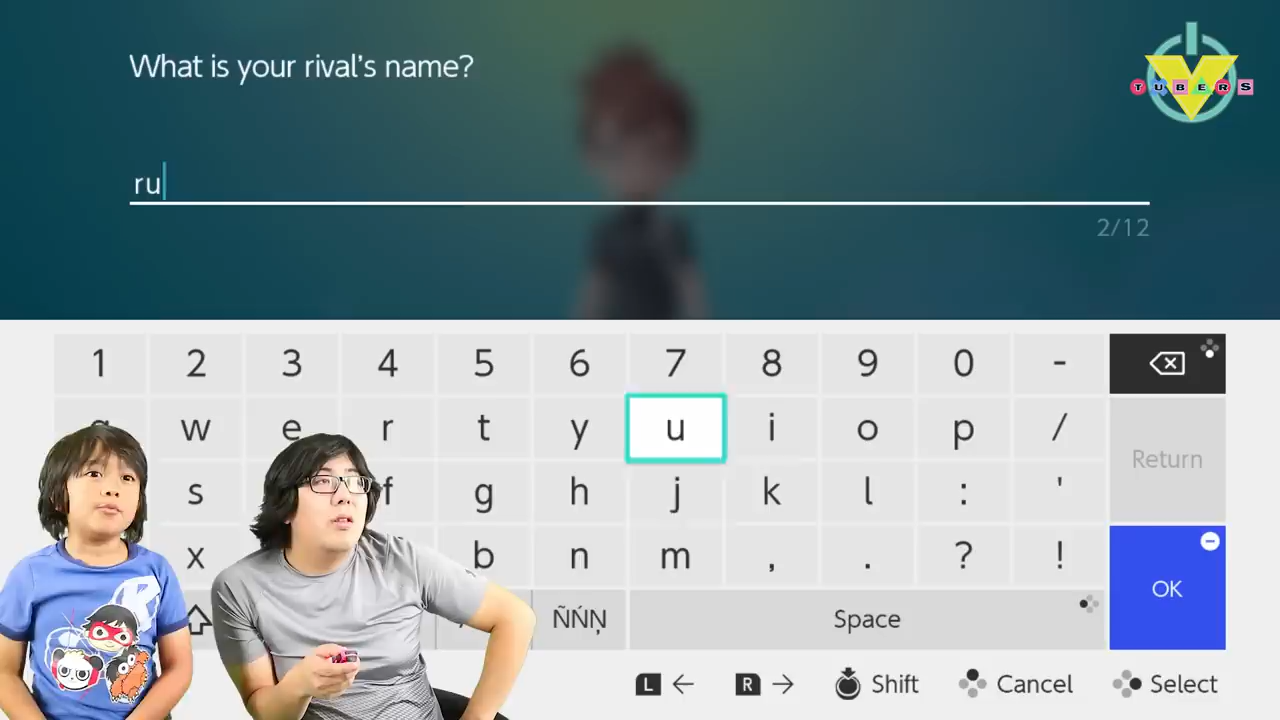 What is your rival's name?
TUBERS
ru
2/12
1 2 3 4 5 6 7 8 9 0 -
w e r t y u i o p /
Return
s f g h j k l : '
x b n m , . ? !
OK
ÑŃŅ Space
L ← R → Shift Cancel Select